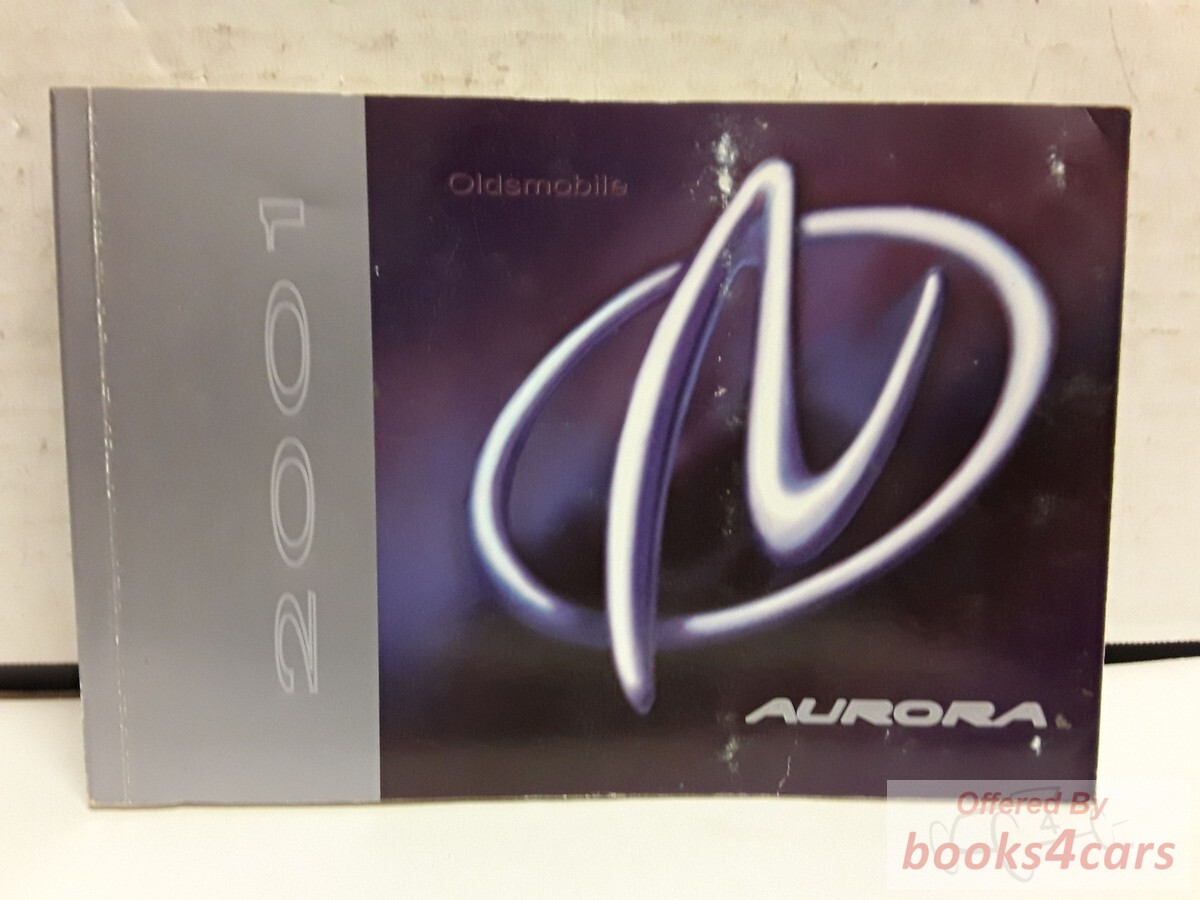 2001
Oldsmobile
AURORA
Offered By
books4cars